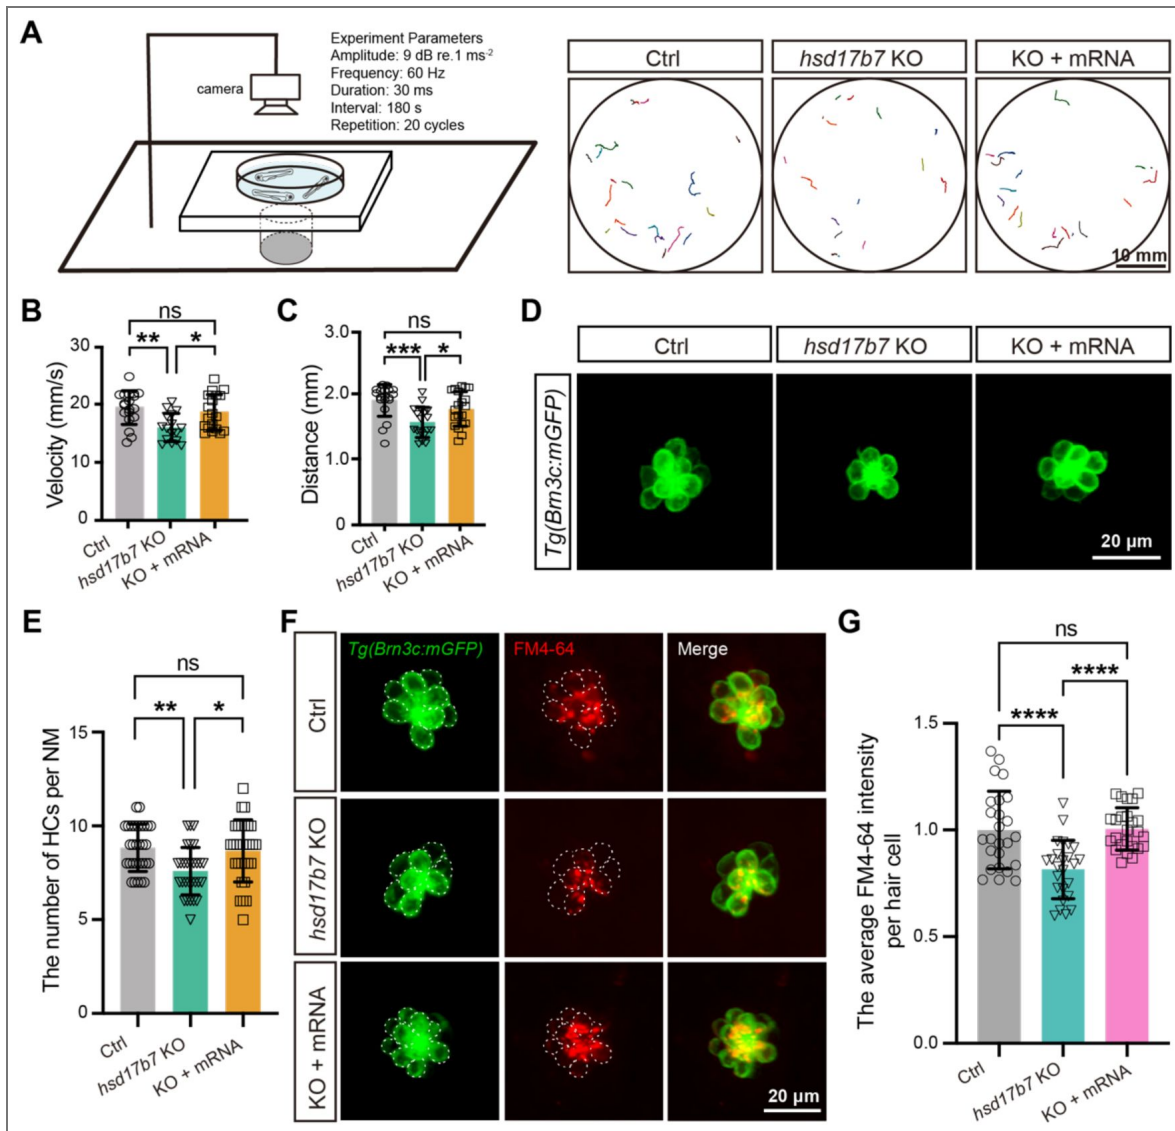 A
camera
Experiment Parameters
Amplitude: 9 dB re.1 ms-2
Frequency: 60 Hz
Duration: 30 ms
Interval: 180 s
Repetition: 20 cycles
Ctrl
hsd17b7 KO
KO + mRNA
10 mm
B
ns
**
*
Velocity (mm/s)
30
20
10
0
Ctrl
hsd17b7 KO
KO + mRNA
C
ns
***
*
Distance (mm)
3.0
2.0
1.0
0
Ctrl
hsd17b7 KO
KO + mRNA
D
Ctrl
hsd17b7 KO
KO + mRNA
Tg(Brn3c:mGFP)
20 µm
E
ns
**
*
The number of HCs per NM
15
10
5
0
Ctrl
hsd17b7 KO
KO + mRNA
F
Tg(Brn3c:mGFP)
FM4-64
Merge
Ctrl
hsd17b7 KO
KO + mRNA
20 µm
G
ns
****
****
The average FM4-64 intensity
per hair cell
1.5
1.0
0.5
0.0
Ctrl
hsd17b7 KO
KO + mRNA